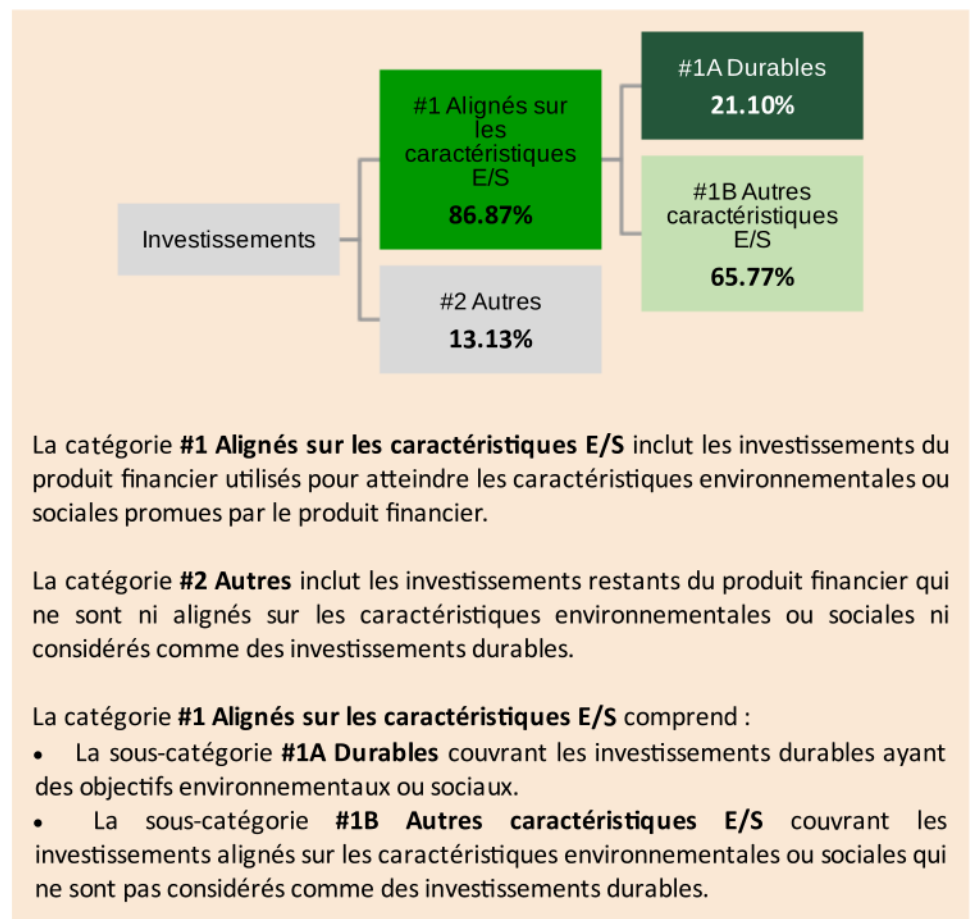 #1A Durables
21.10%
#1 Alignés sur
les
caractéristiques
E/S
86.87%
#1B Autres
caractéristiques
E/S
65.77%
Investissements
#2 Autres
13.13%
La catégorie #1 Alignés sur les caractéristiques E/S inclut les investissements du
produit financier utilisés pour atteindre les caractéristiques environnementales ou
sociales promues par le produit financier.
La catégorie #2 Autres inclut les investissements restants du produit financier qui
ne sont ni alignés sur les caractéristiques environnementales ou sociales ni
considérés comme des investissements durables.
La catégorie #1 Alignés sur les caractéristiques E/S comprend :
• La sous-catégorie #1A Durables couvrant les investissements durables ayant
des objectifs environnementaux ou sociaux.
• La sous-catégorie #1B Autres caractéristiques E/S couvrant les
investissements alignés sur les caractéristiques environnementales ou sociales qui
ne sont pas considérés comme des investissements durables.